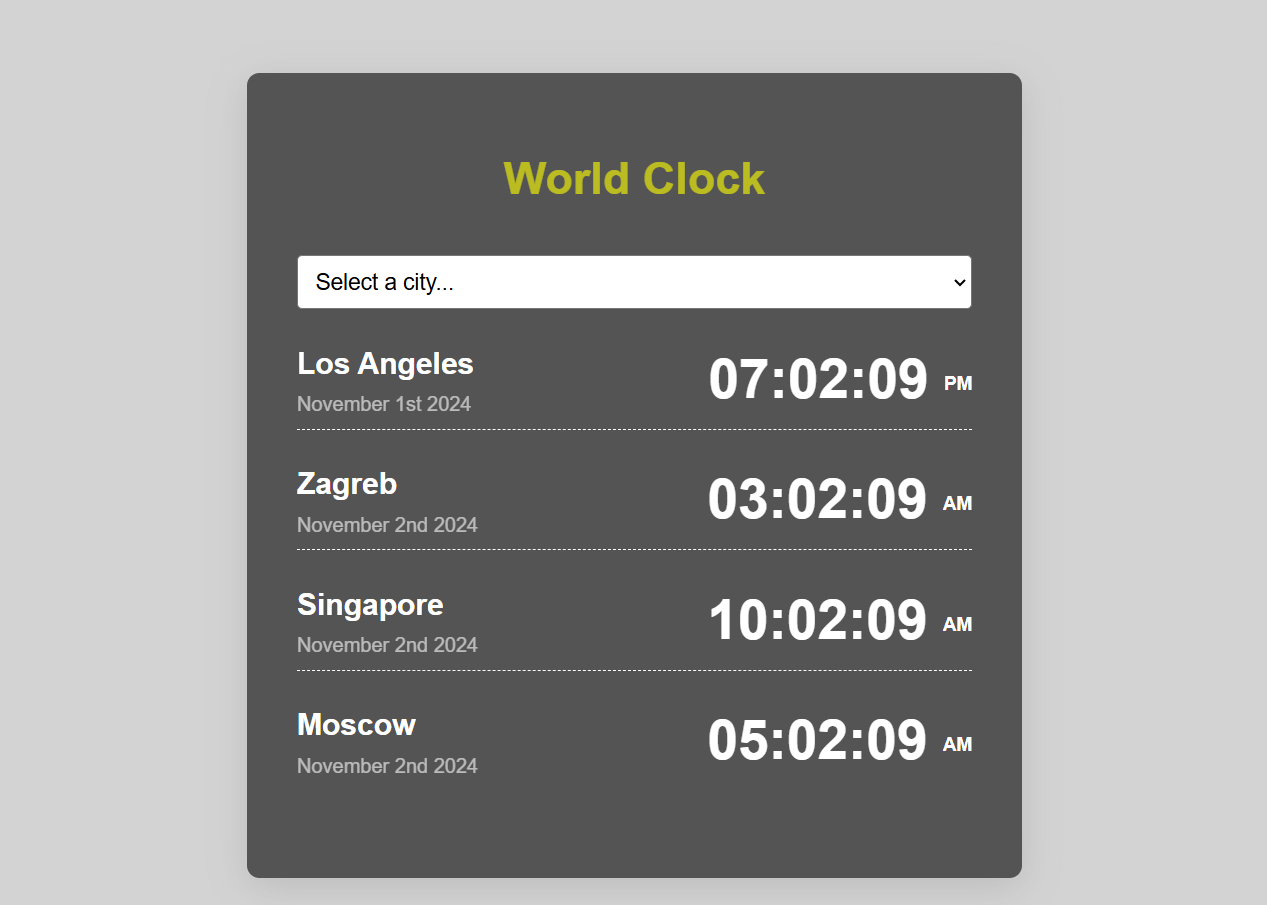 World Clock
Select a city...
Los Angeles
07:02:09 PM
November 1st 2024
Zagreb
03:02:09 AM
November 2nd 2024
Singapore
10:02:09 AM
November 2nd 2024
Moscow
05:02:09 AM
November 2nd 2024